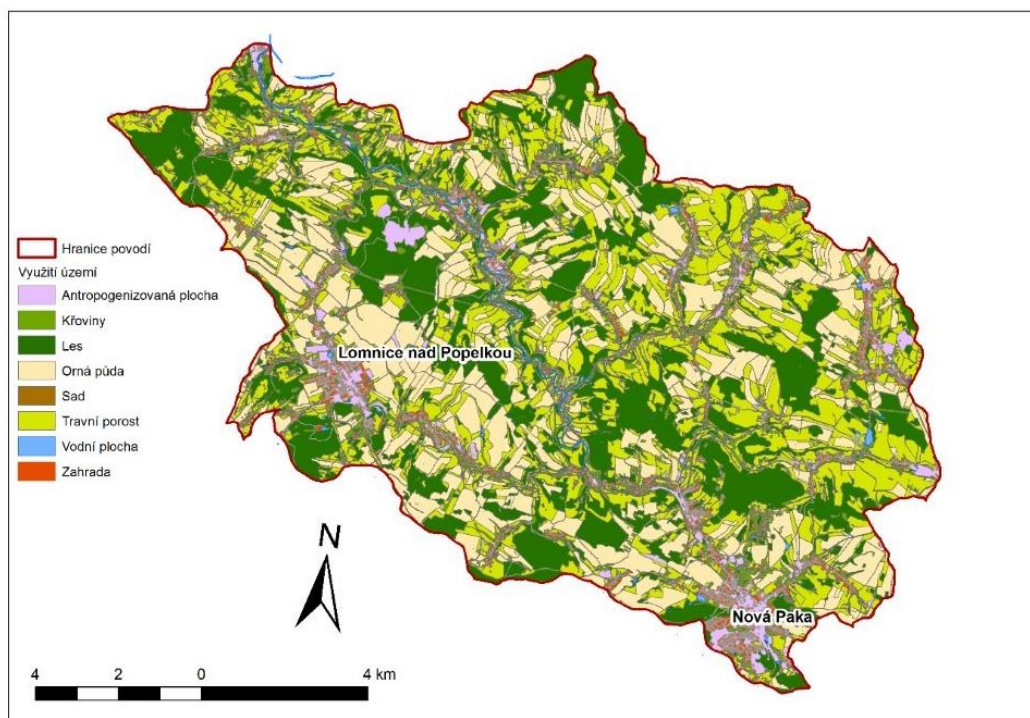 Hranice povodí
Využití území
Antropogenizovaná plocha
Křoviny
Les
Orná půda
Sad
Travní porost
Vodní plocha
Zahrada
Lomnice nad Popelkou
Nová Paka
N
4 2 0 4 km